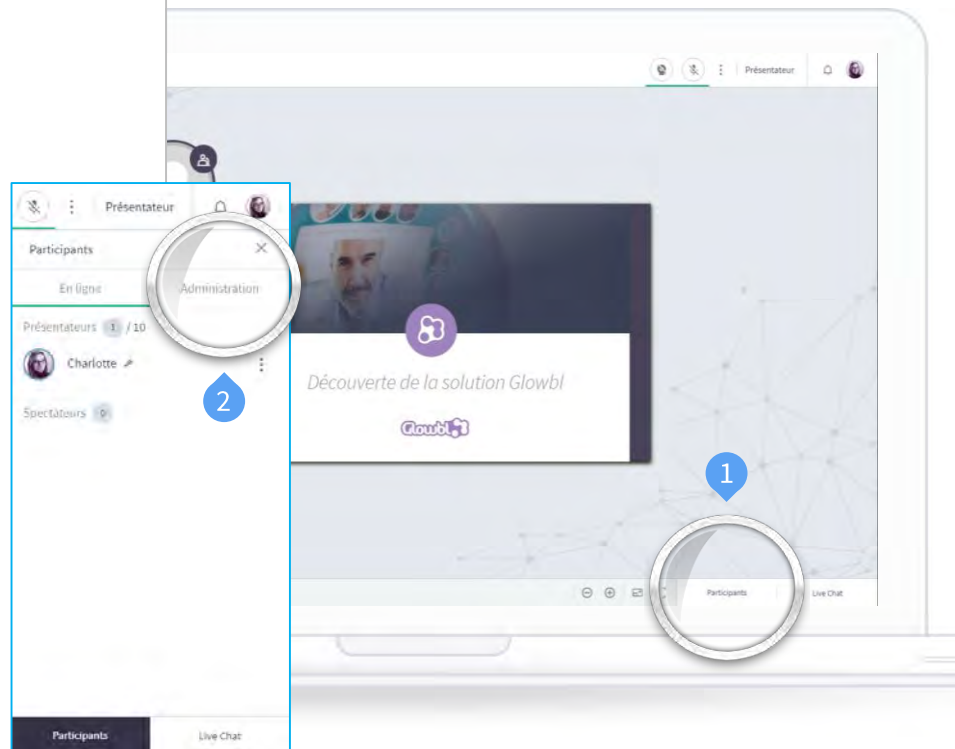 Présentateur
Présentateur
Participants
En ligne
Administration
Présentateurs 1 / 10
Charlotte
2
Spectateurs 0
Découverte de la solution Glowbl
Glowbl
1
Participants
Live Chat
Participants
Live Chat